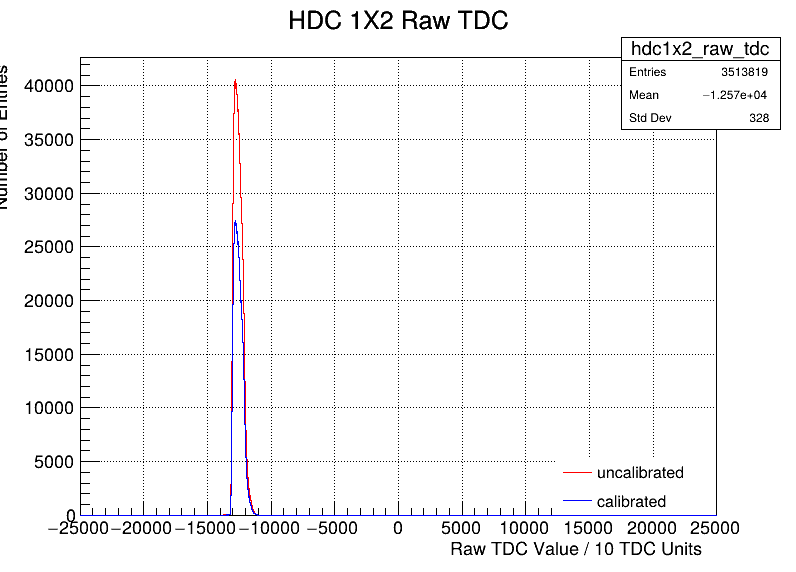 HDC 1X2 Raw TDC
hdc1x2_raw_tdc
Entries 3513819
Mean −1.257e+04
Std Dev 328
Number of Entries
40000
35000
30000
25000
20000
15000
10000
5000
0
−25000 −20000 −15000 −10000 −5000 0 5000 10000 15000 20000 25000
uncalibrated
calibrated
Raw TDC Value / 10 TDC Units